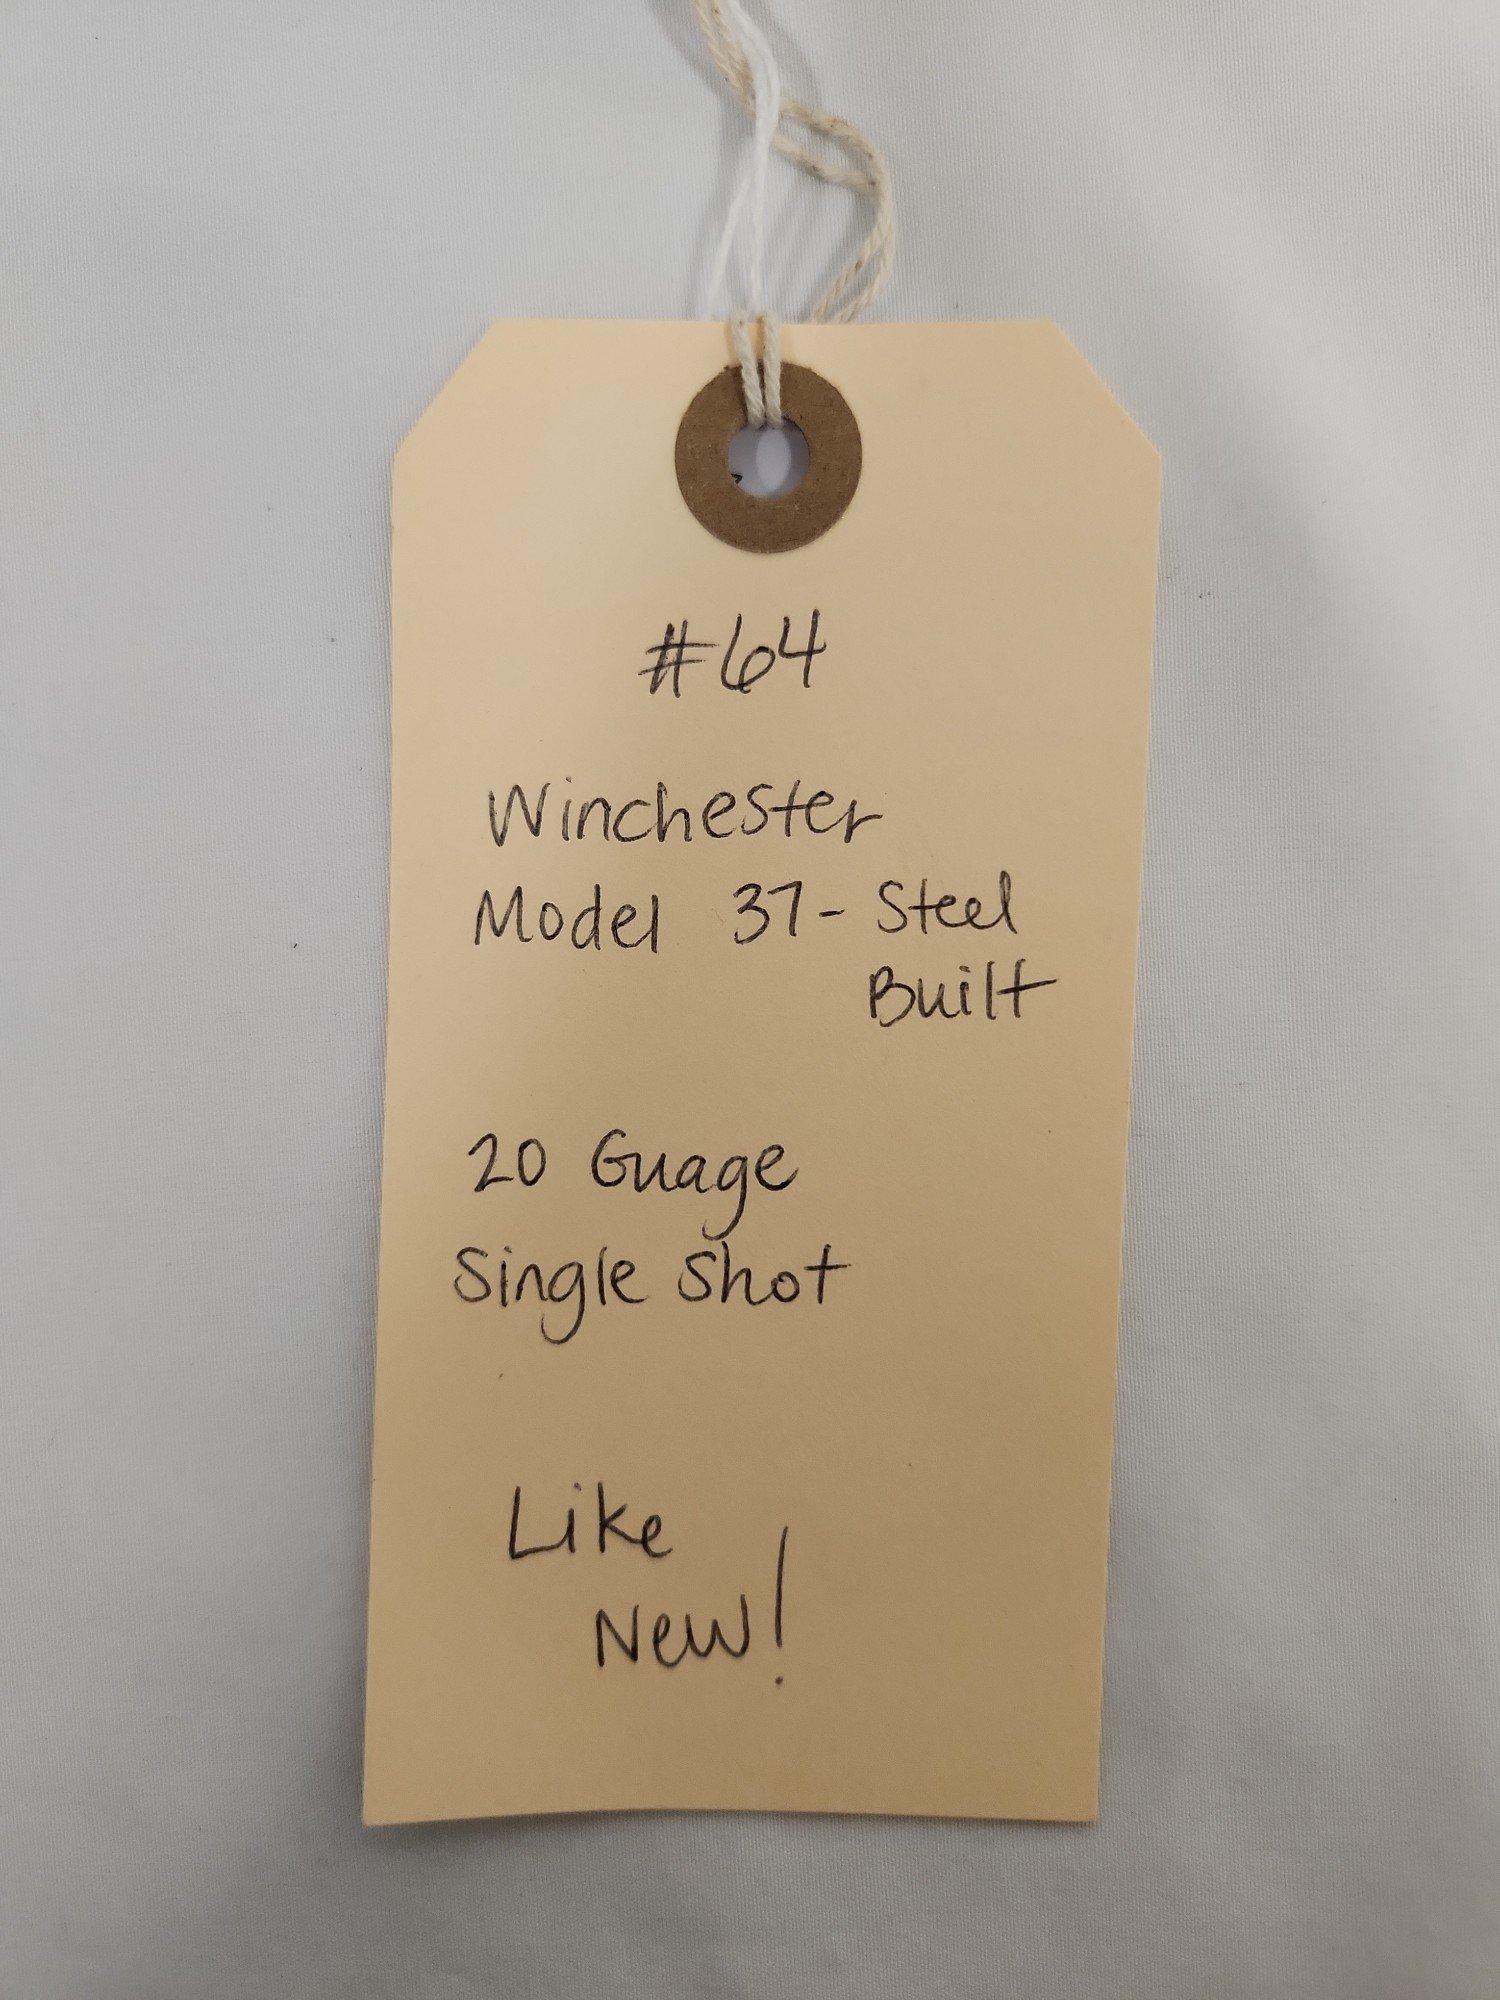 #64
Winchester
Model 37- Steel
Built
20 Guage
Single Shot
Like
New!